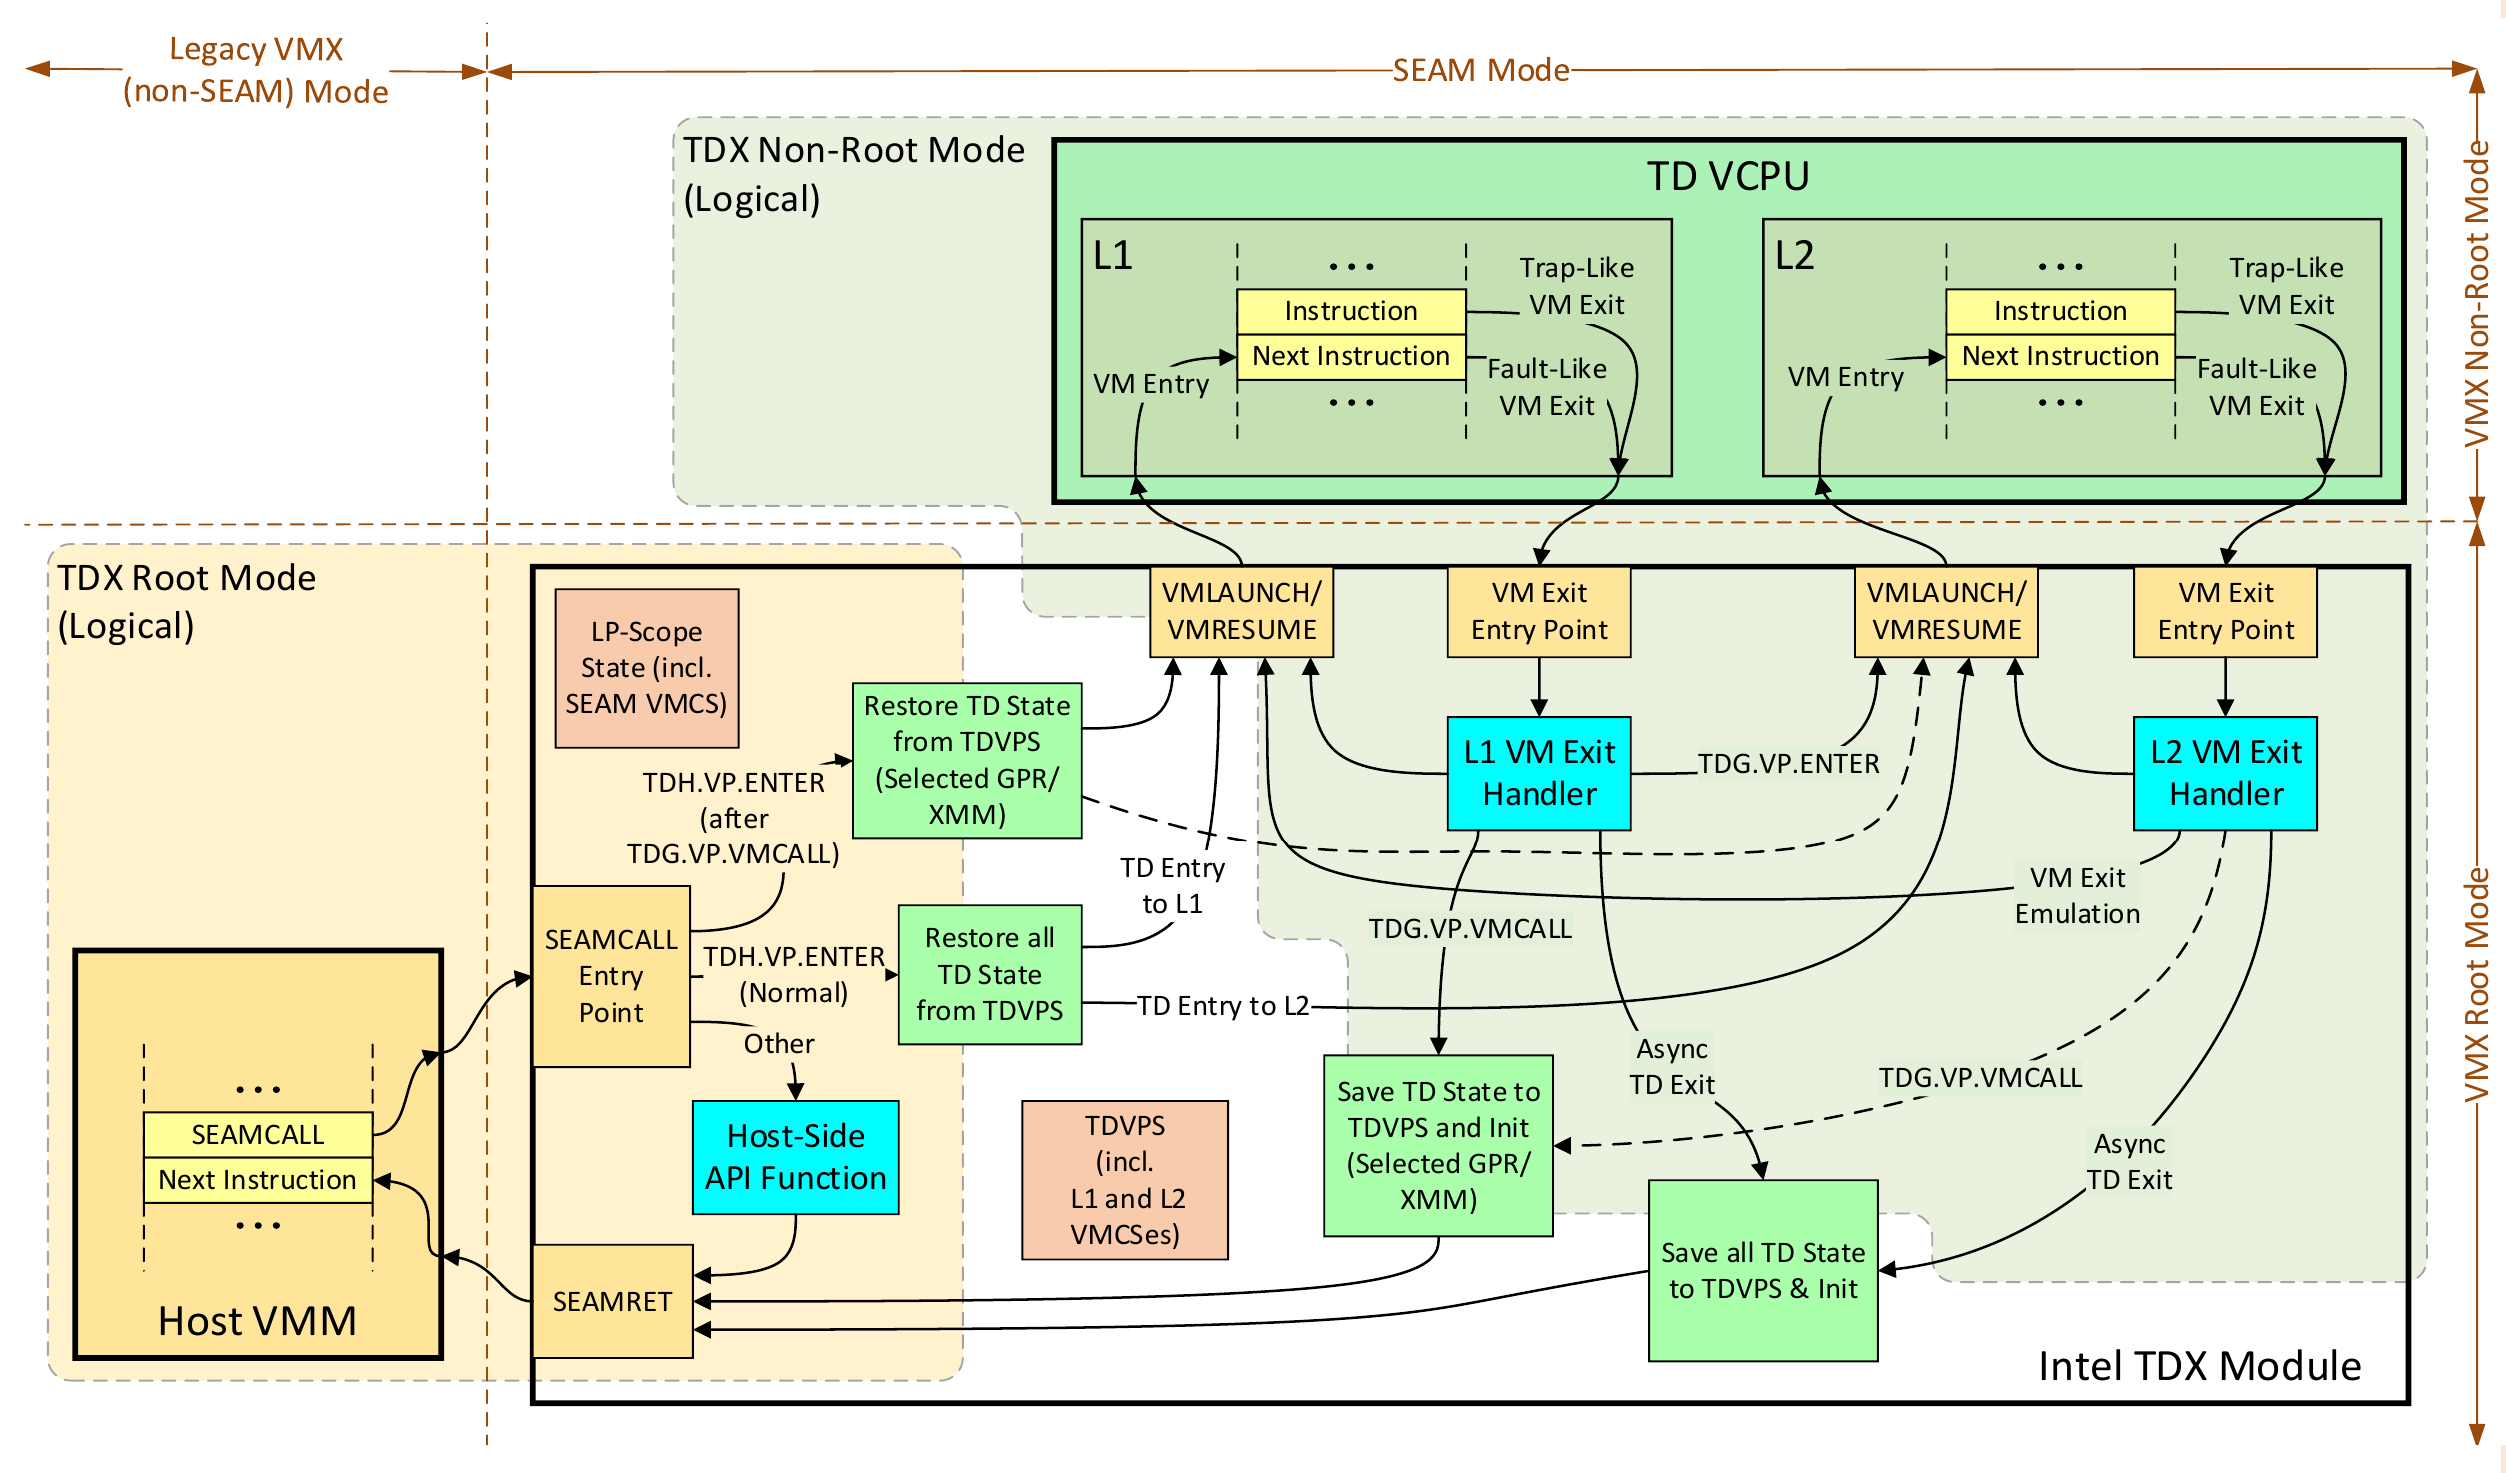 Legacy VMX
(non-SEAM) Mode
SEAM Mode
TDX Non-Root Mode
(Logical)
TD VCPU
L1
...
Instruction
Next Instruction
...
VM Entry
Trap-Like
VM Exit
Fault-Like
VM Exit
L2
...
Instruction
Next Instruction
...
VM Entry
Trap-Like
VM Exit
Fault-Like
VM Exit
VMX Non-Root Mode
TDX Root Mode
(Logical)
LP-Scope
State (incl.
SEAM VMCS)
VMLAUNCH/
VMRESUME
VM Exit
Entry Point
VMLAUNCH/
VMRESUME
VM Exit
Entry Point
Restore TD State
from TDVPS
(Selected GPR/
XMM)
L1 VM Exit
Handler
TDG.VP.ENTER
L2 VM Exit
Handler
TDH.VP.ENTER
(after
TDG.VP.VMCALL)
TD Entry
to L1
VM Exit
Emulation
TDG.VP.VMCALL
SEAMCALL
Entry
Point
TDH.VP.ENTER
(Normal)
Restore all
TD State
from TDVPS
TD Entry to L2
Other
Async
TD Exit
TDG.VP.VMCALL
Async
TD Exit
VMX Root Mode
...
SEAMCALL
Next Instruction
...
Host VMM
Host-Side
API Function
TDVPS
(incl.
L1 and L2
VMCSes)
Save TD State to
TDVPS and Init
(Selected GPR/
XMM)
Save all TD State
to TDVPS & Init
SEAMRET
Intel TDX Module